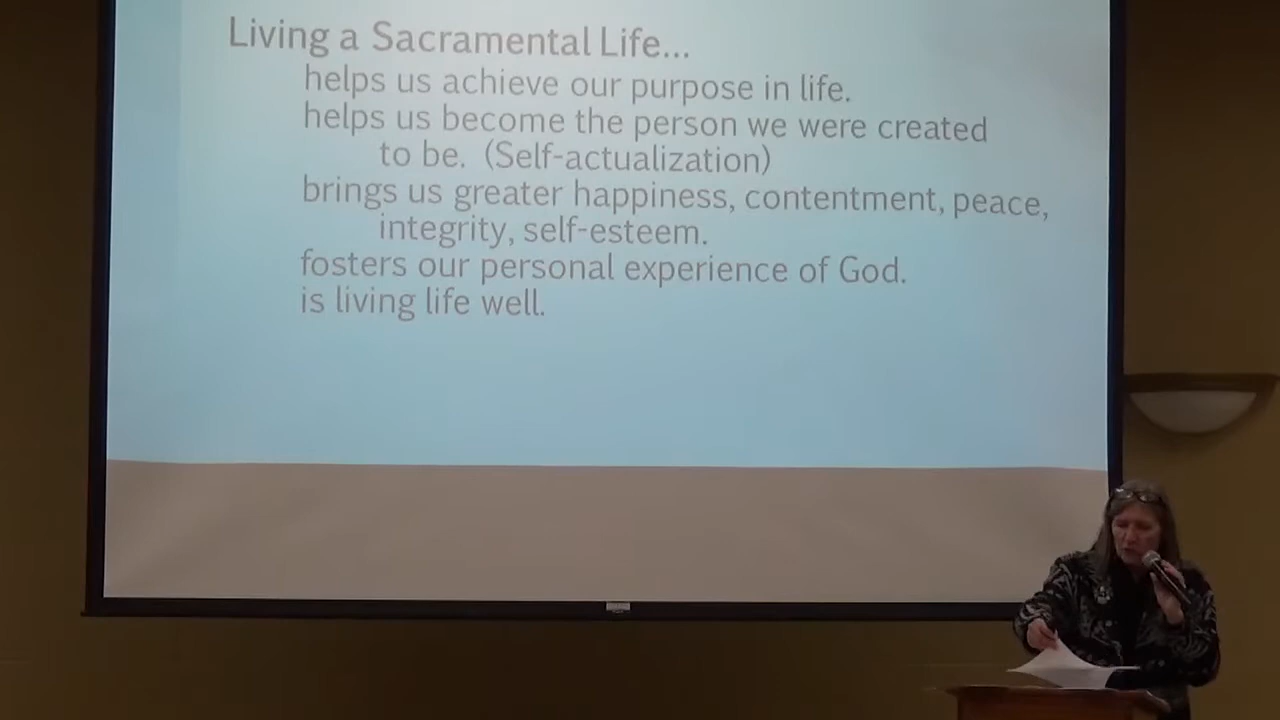 Living a Sacramental Life...
helps us achieve our purpose in life.
helps us become the person we were created
to be. (Self-actualization)
brings us greater happiness, contentment, peace,
integrity, self-esteem.
fosters our personal experience of God.
is living life well.